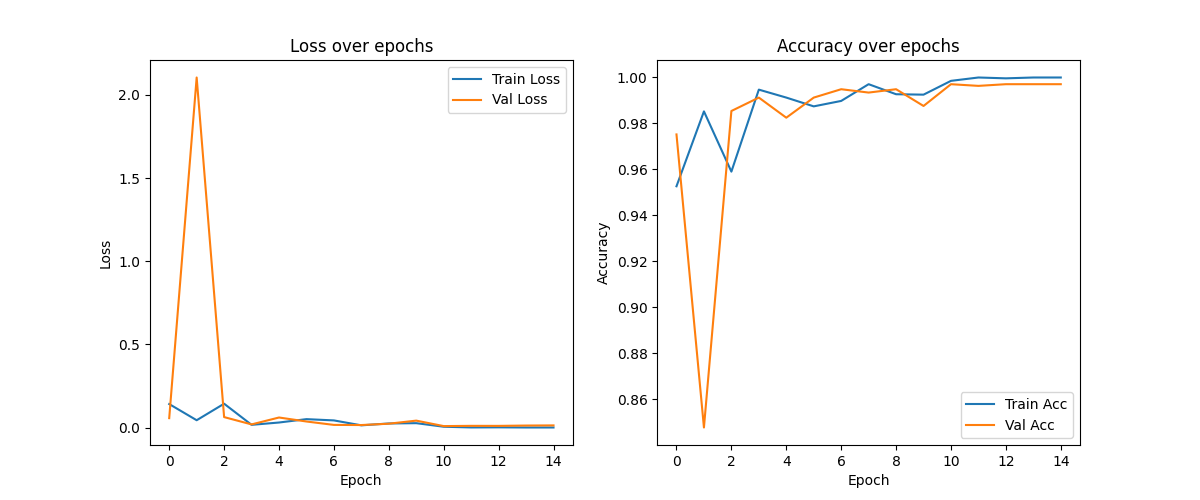 Loss over epochs
Train Loss
Val Loss
2.0
1.5
1.0
0.5
0.0
Loss
0 2 4 6 8 10 12 14
Epoch
Accuracy over epochs
1.00
0.98
0.96
0.94
0.92
0.90
0.88
0.86
Accuracy
Train Acc
Val Acc
0 2 4 6 8 10 12 14
Epoch